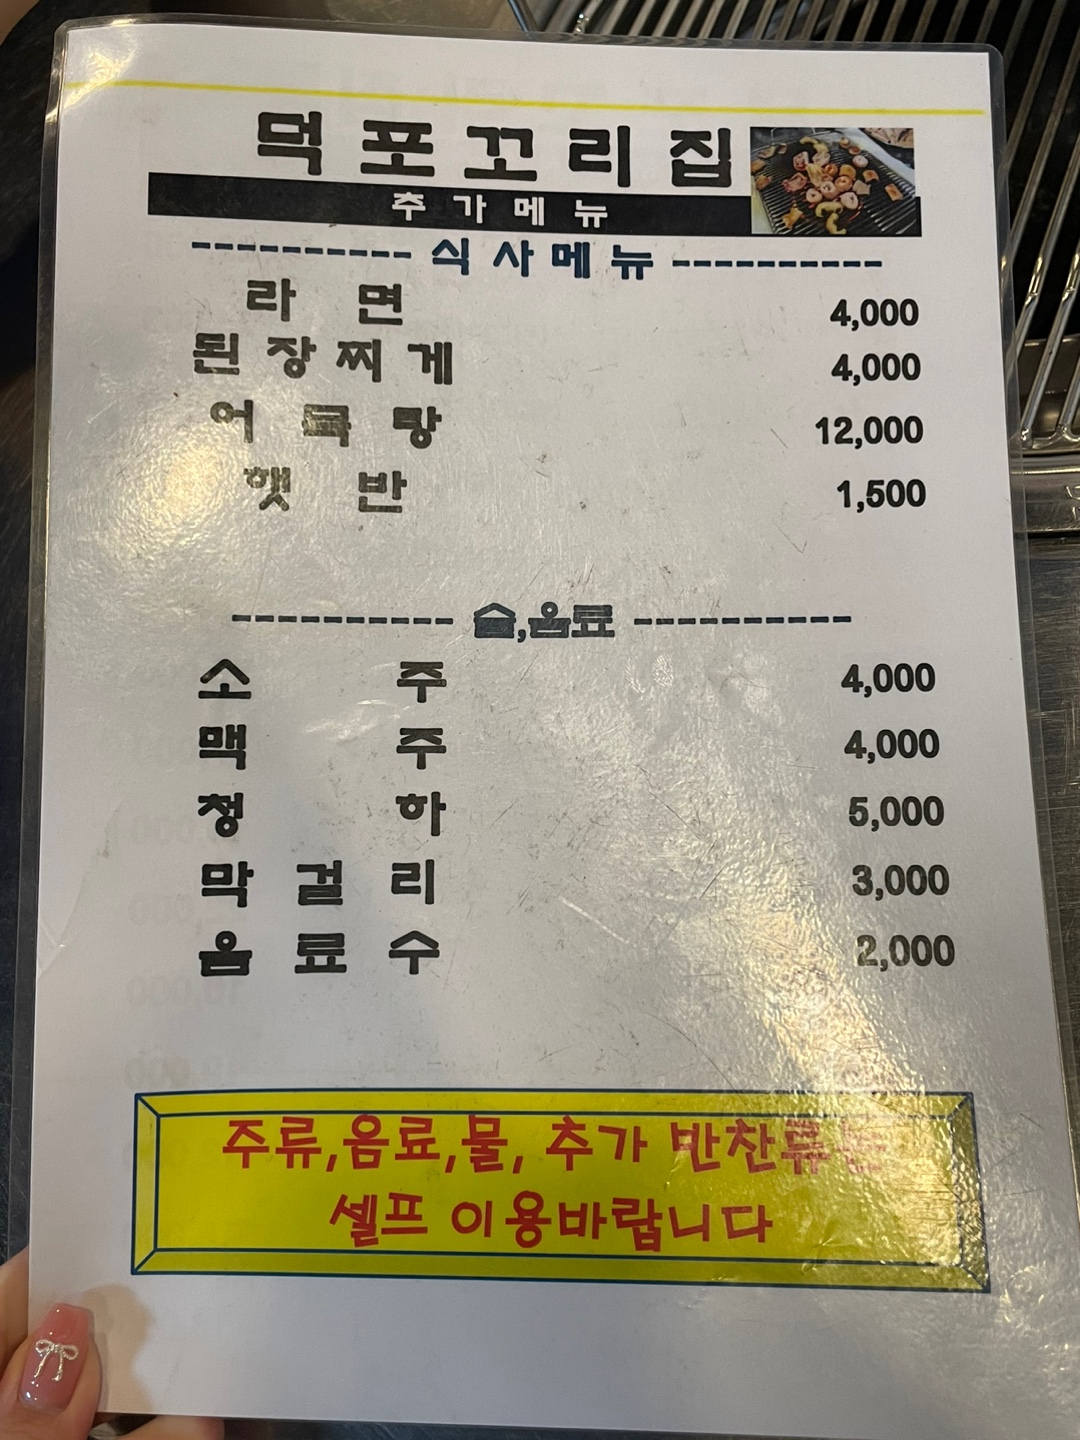 덕포꼬리집
추가메뉴
---------- 식사메뉴 ----------
라면 4,000
된장찌게 4,000
어묵탕 12,000
햇반 1,500
---------- 술,음료 ----------
소주 4,000
맥주 4,000
청하 5,000
막걸리 3,000
음료수 2,000
주류,음료,물, 추가 반찬류는
셀프 이용바랍니다